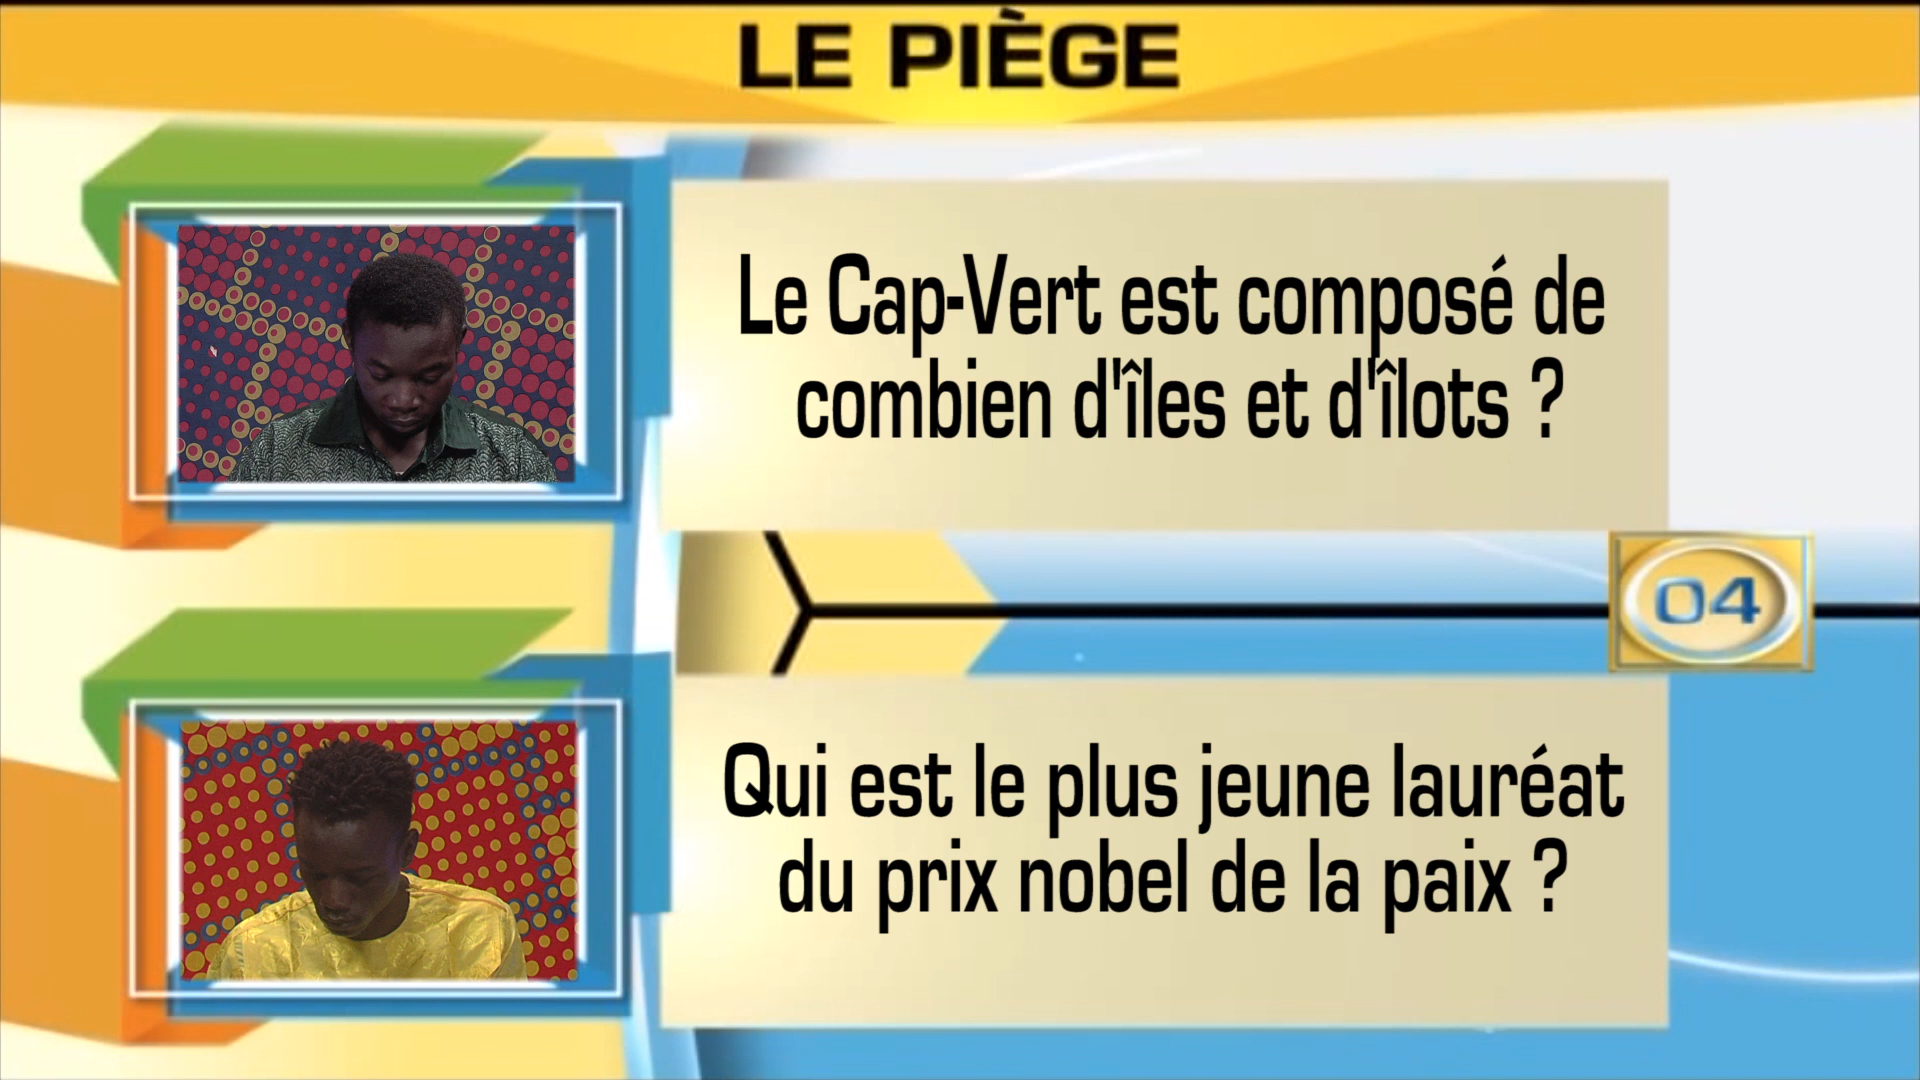 LE PIÈGE
Le Cap-Vert est composé de
combien d'îles et d'îlots ?
04
Qui est le plus jeune lauréat
du prix nobel de la paix ?